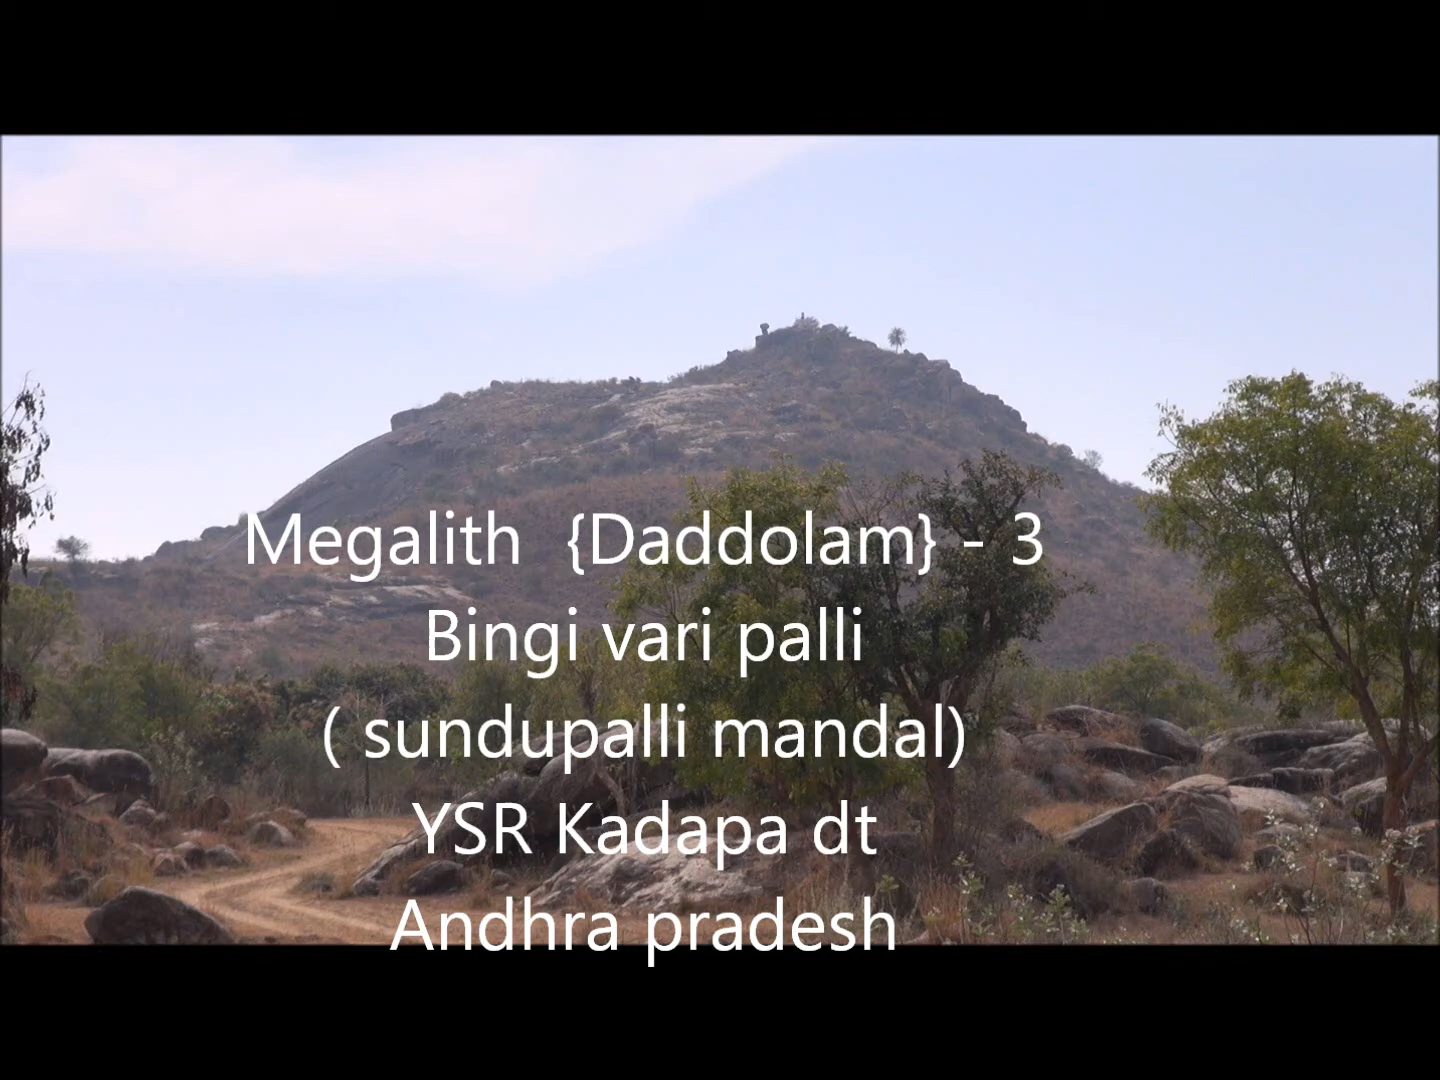 Megalith {Daddolam} - 3
Bingi vari palli
( sundupalli mandal)
YSR Kadapa dt
Andhra pradesh